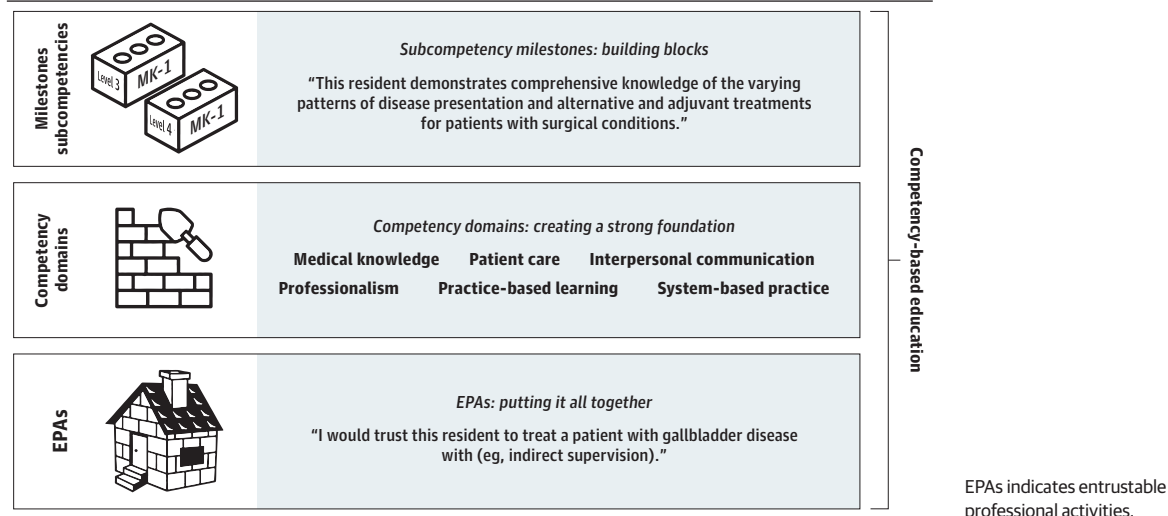 Milestones
subcompetencies
Level 3
MK-1
Level 4
MK-1
Subcompetency milestones: building blocks
“This resident demonstrates comprehensive knowledge of the varying
patterns of disease presentation and alternative and adjuvant treatments
for patients with surgical conditions.”
Competency
domains
Competency domains: creating a strong foundation
Medical knowledge Patient care Interpersonal communication
Professionalism Practice-based learning System-based practice
EPAs
EPAs: putting it all together
“I would trust this resident to treat a patient with gallbladder disease
with (eg, indirect supervision).”
Competency-based education
EPAs indicates entrustable
professional activities.